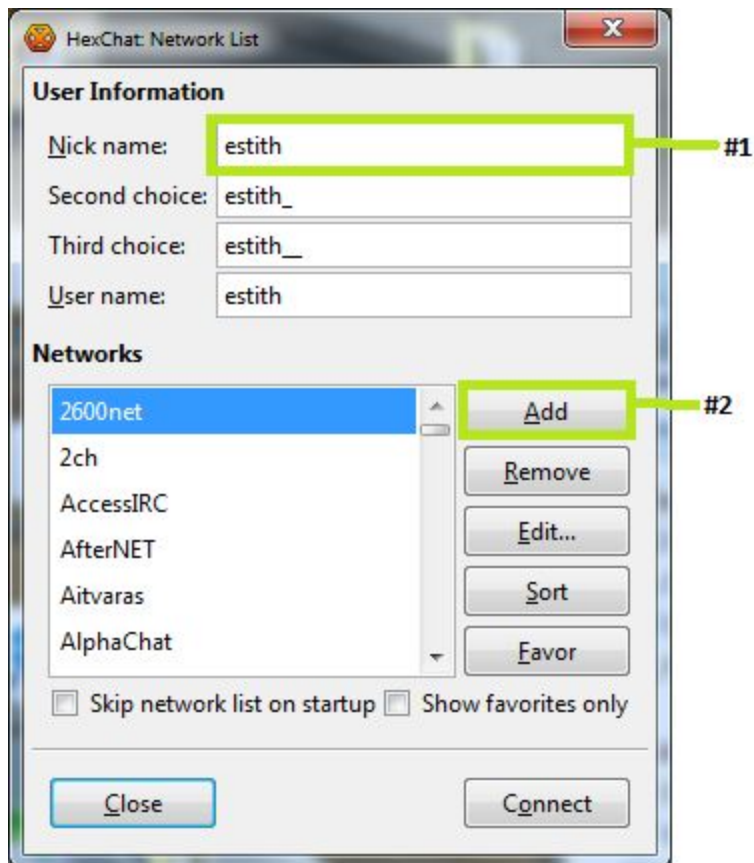 HexChat: Network List
User Information
Nick name: estith #1
Second choice: estith_
Third choice: estith__
User name: estith
Networks
2600net Add #2
2ch Remove
AccessIRC
AfterNET Edit...
Aitvaras Sort
AlphaChat Favor
Skip network list on startup Show favorites only
Close Connect